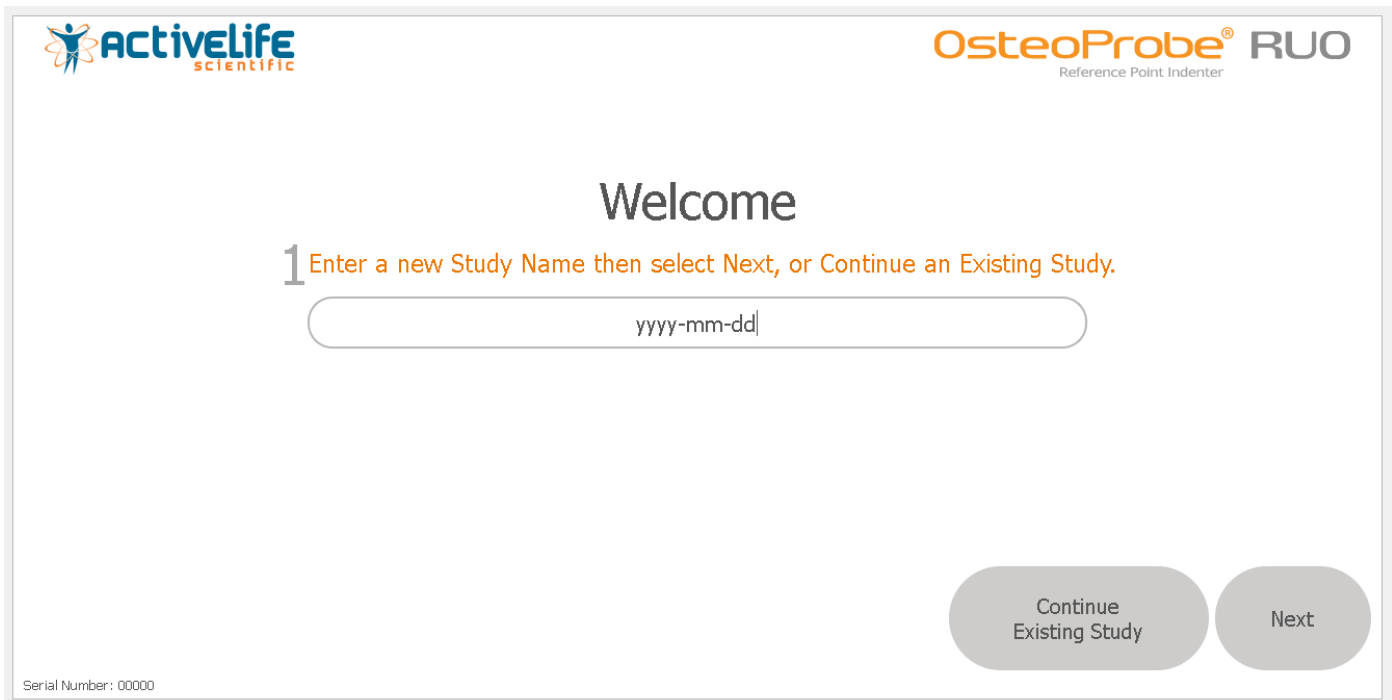 ACTIVELIFE
scientific
OsteoProbe® RUO
Reference Point Indenter
Welcome
1 Enter a new Study Name then select Next, or Continue an Existing Study.
yyyy-mm-dd
Continue
Existing Study
Next
Serial Number: 00000